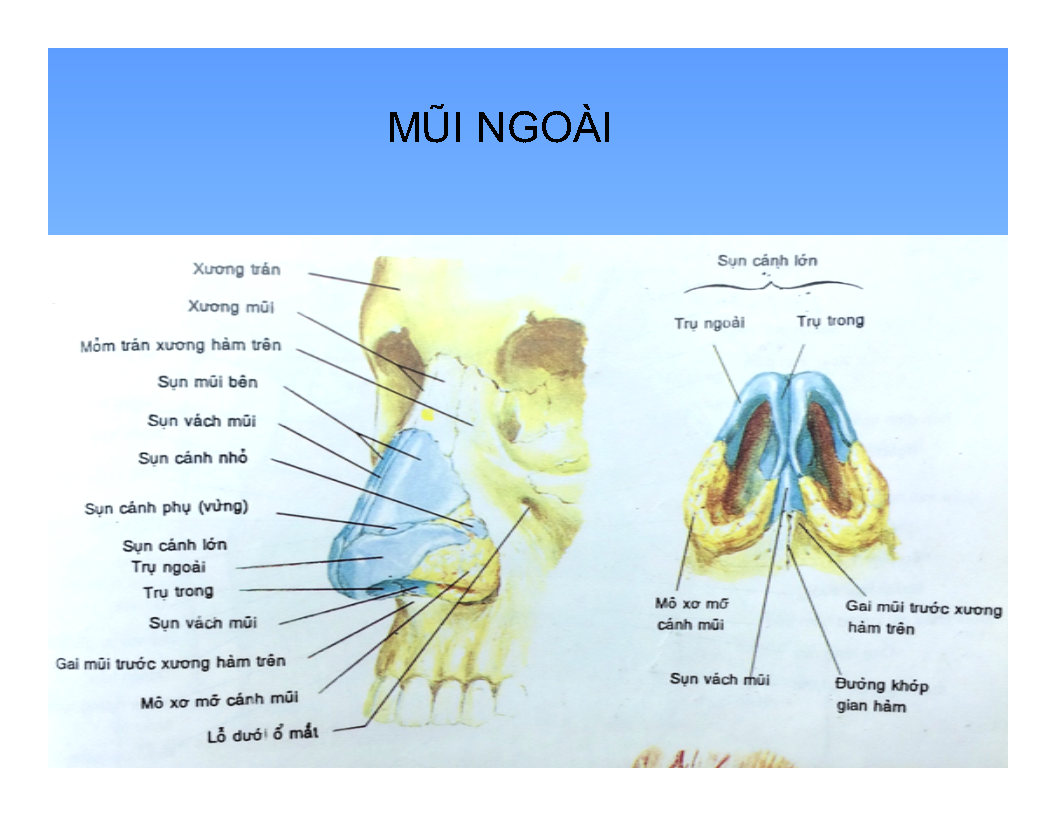 MŨI NGOÀI
Xương trán
Xương mũi
Mỏm trán xương hàm trên
Sụn mũi bên
Sụn vách mũi
Sụn cánh nhỏ
Sụn cánh phụ (vừng)
Sụn cánh lớn
Trụ ngoài
Trụ trong
Sụn vách mũi
Gai mũi trước xương hàm trên
Mô xơ mỡ cánh mũi
Lỗ dưới ổ mắt
Sụn cánh lớn
Trụ ngoài
Trụ trong
Mô xơ mỡ
cánh mũi
Gai mũi trước xương
hàm trên
Sụn vách mũi
Đường khớp
gian hàm